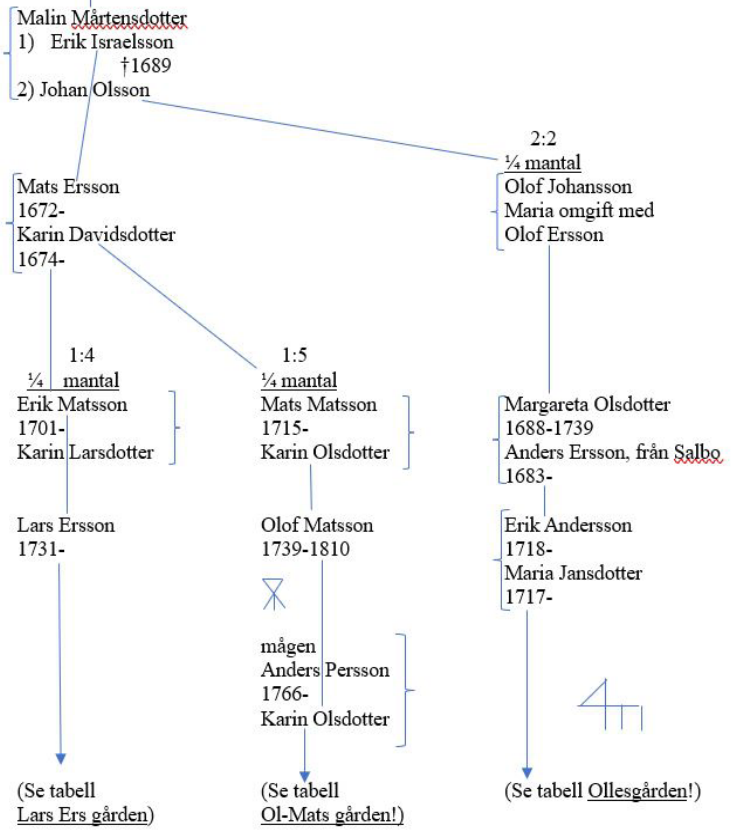 Malin Mårtensdotter
1) Erik Israelsson
†1689
2) Johan Olsson
2:2
¼ mantal
Olof Johansson
Maria omgift med
Olof Ersson
Mats Ersson
1672-
Karin Davidsdotter
1674-
1:4
¼ mantal
Erik Matsson
1701-
Karin Larsdotter
1:5
¼ mantal
Mats Matsson
1715-
Karin Olsdotter
Margareta Olsdotter
1688-1739
Anders Ersson, från Salbo
1683-
Lars Ersson
1731-
Olof Matsson
1739-1810
Erik Andersson
1718-
Maria Jansdotter
1717-
mågen
Anders Persson
1766-
Karin Olsdotter
(Se tabell
Lars Ers gården)
(Se tabell
Ol-Mats gården!)
(Se tabell Ollesgården!)